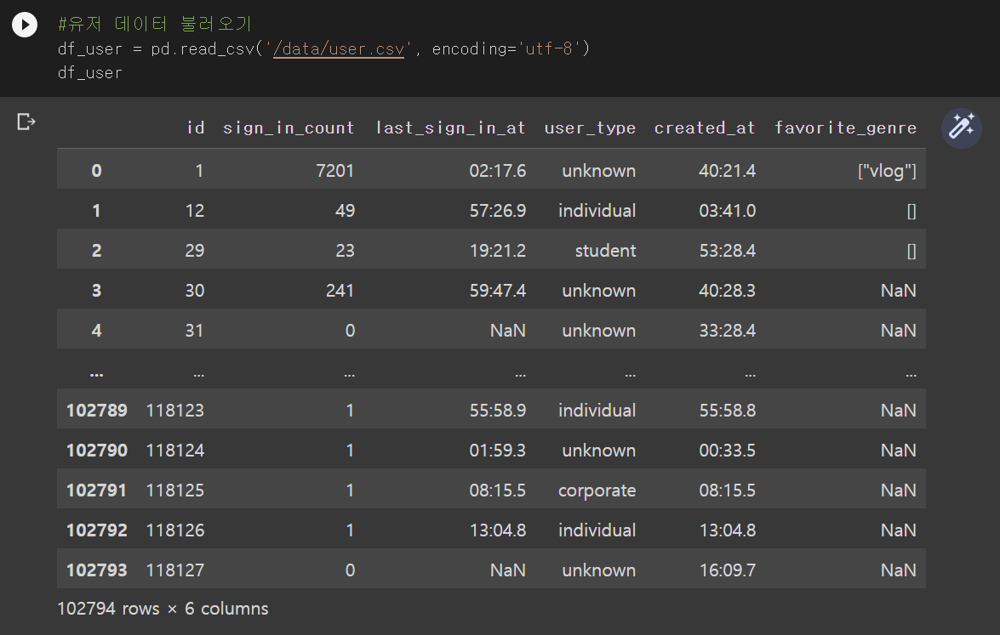 #유저 데이터 불러오기
df_user = pd.read_csv('/data/user.csv', encoding='utf-8')
df_user
id sign_in_count last_sign_in_at user_type created_at favorite_genre
0 1 7201 02:17.6 unknown 40:21.4 ["vlog"]
1 12 49 57:26.9 individual 03:41.0 []
2 29 23 19:21.2 student 53:28.4 []
3 30 241 59:47.4 unknown 40:28.3 NaN
4 31 0 NaN unknown 33:28.4 NaN
... ... ... ... ... ... ...
102789 118123 1 55:58.9 individual 55:58.8 NaN
102790 118124 1 01:59.3 unknown 00:33.5 NaN
102791 118125 1 08:15.5 corporate 08:15.5 NaN
102792 118126 1 13:04.8 individual 13:04.8 NaN
102793 118127 0 NaN unknown 16:09.7 NaN
102794 rows × 6 columns